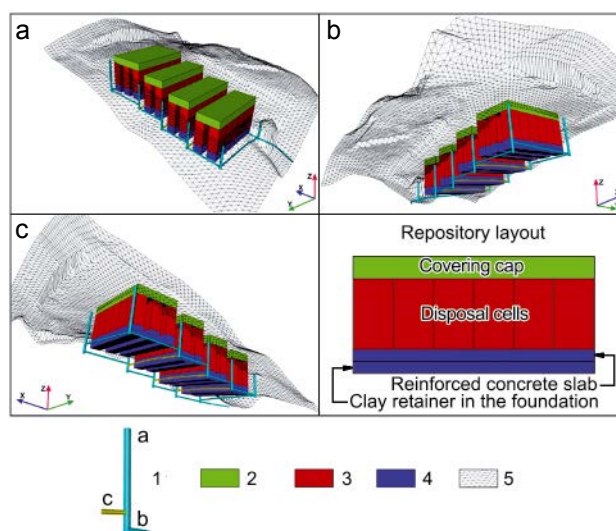 a
Z
X
Y
b
Z
c
Z
X
Y
Repository layout
Covering cap
Disposal cells
Reinforced concrete slab
Clay retainer in the foundation
a
c
b
1
2
3
4
5